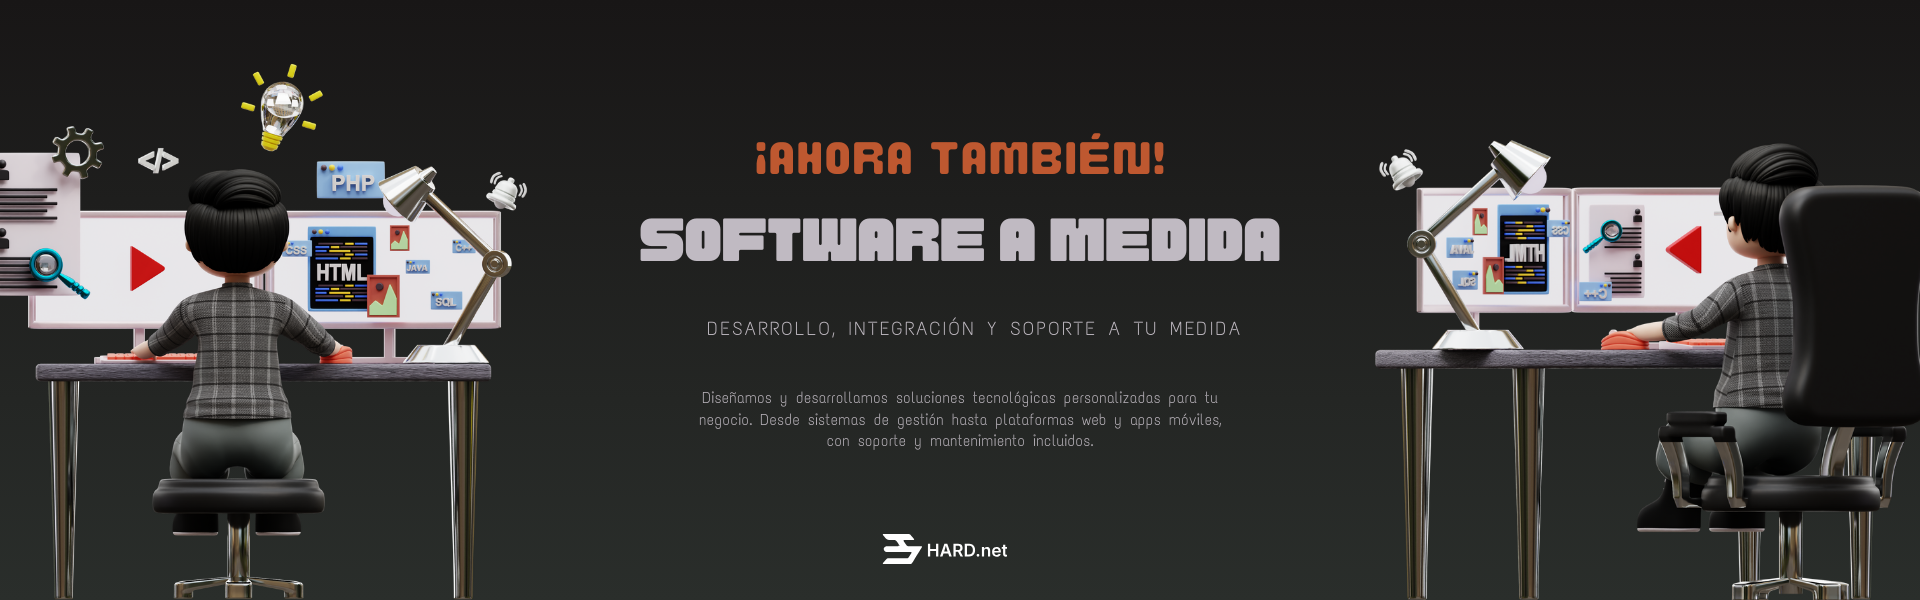 ¡AHORA TAMBIÉN!
SOFTWARE A MEDIDA
DESARROLLO, INTEGRACIÓN Y SOPORTE A TU MEDIDA
Diseñamos y desarrollamos soluciones tecnológicas personalizadas para tu
negocio. Desde sistemas de gestión hasta plataformas web y apps móviles,
con soporte y mantenimiento incluidos.
HARD.net
</>
PHP
CSS
HTML
JAVA
SQL